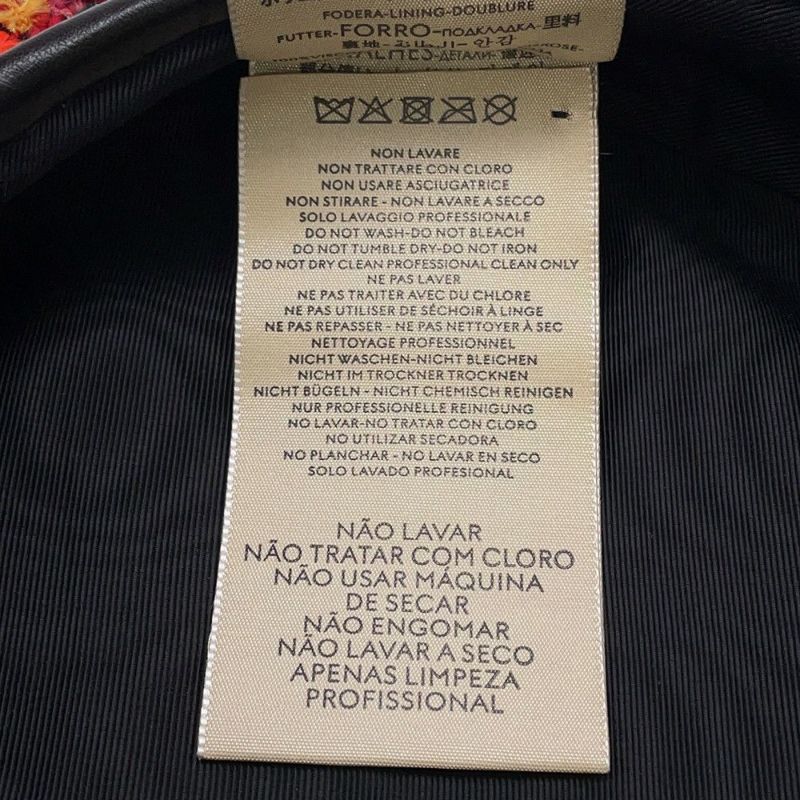 FODERA-LINING-DOUBLURE
FUTTER-FORRO-ПОДКЛАДКА-里料
裏地
NON LAVARE
NON TRATTARE CON CLORO
NON USARE ASCIUGATRICE
NON STIRARE - NON LAVARE A SECCO
SOLO LAVAGGIO PROFESSIONALE
DO NOT WASH-DO NOT BLEACH
DO NOT TUMBLE DRY-DO NOT IRON
DO NOT DRY CLEAN PROFESSIONAL CLEAN ONLY
NE PAS LAVER
NE PAS TRAITER AVEC DU CHLORE
NE PAS UTILISER DE SÉCHOIR À LINGE
NE PAS REPASSER - NE PAS NETTOYER À SEC
NETTOYAGE PROFESSIONNEL
NICHT WASCHEN-NICHT BLEICHEN
NICHT IM TROCKNER TROCKNEN
NICHT BÜGELN - NICHT CHEMISCH REINIGEN
NUR PROFESSIONELLE REINIGUNG
NO LAVAR-NO TRATAR CON CLORO
NO UTILIZAR SECADORA
NO PLANCHAR - NO LAVAR EN SECO
SOLO LAVADO PROFESIONAL
NÃO LAVAR
NÃO TRATAR COM CLORO
NÃO USAR MÁQUINA
DE SECAR
NÃO ENGOMAR
NÃO LAVAR A SECO
APENAS LIMPEZA
PROFISSIONAL